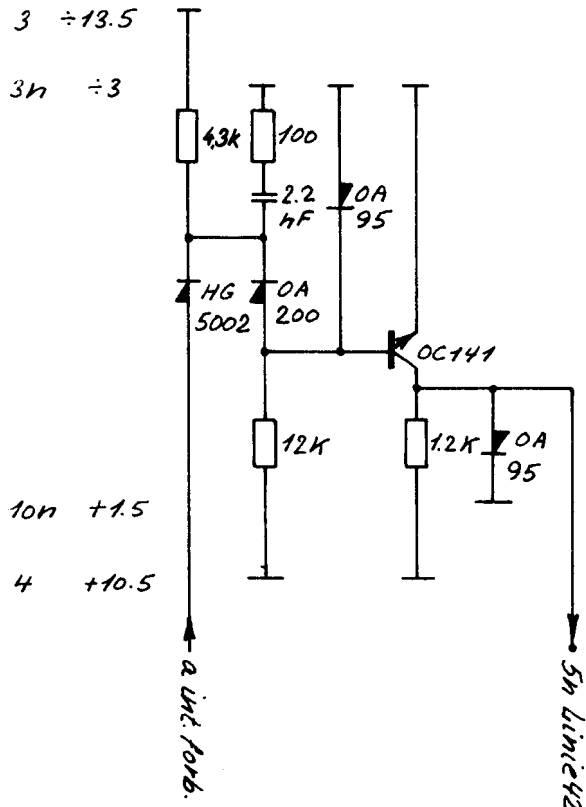 3 ÷13.5
3n ÷3
4,3K
100
2.2
nF
OA
95
HG
5002
OA
200
OC141
12K
1.2K
OA
95
10n +1.5
4 +10.5
a int. forb.
5n Linie42